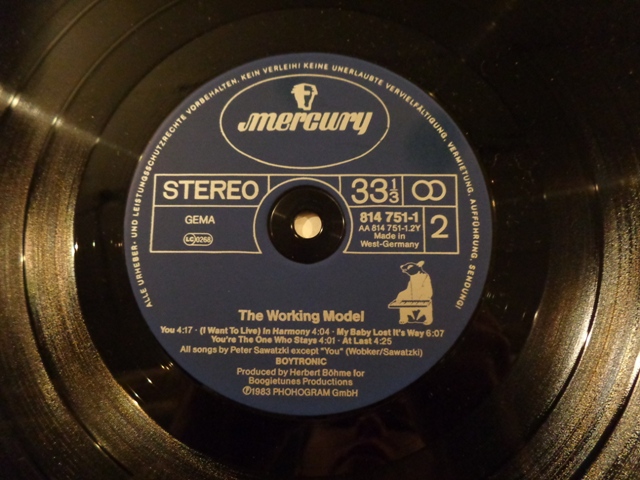 ALLE URHEBER- UND LEISTUNGSSCHUTZRECHTE VORBEHALTEN. KEIN VERLEIH! KEINE UNERLAUBTE VERVIELFÄLTIGUNG, VERMIETUNG, AUFFÜHRUNG, SENDUNG!
mercury
STEREO
33 1/3
GEMA
LC 0268
814 751-1
AA 814 751-1.2Y
Made in
West-Germany
2
The Working Model
You 4:17 · (I Want To Live) In Harmony 4:04 · My Baby Lost It's Way 6:07
You're The One Who Stays 4:01 · At Last 4:25
All songs by Peter Sawatzki except "You" (Wobker/Sawatzki)
BOYTRONIC
Produced by Herbert Böhme for
Boogietunes Productions
Ⓟ1983 PHOHOGRAM GmbH